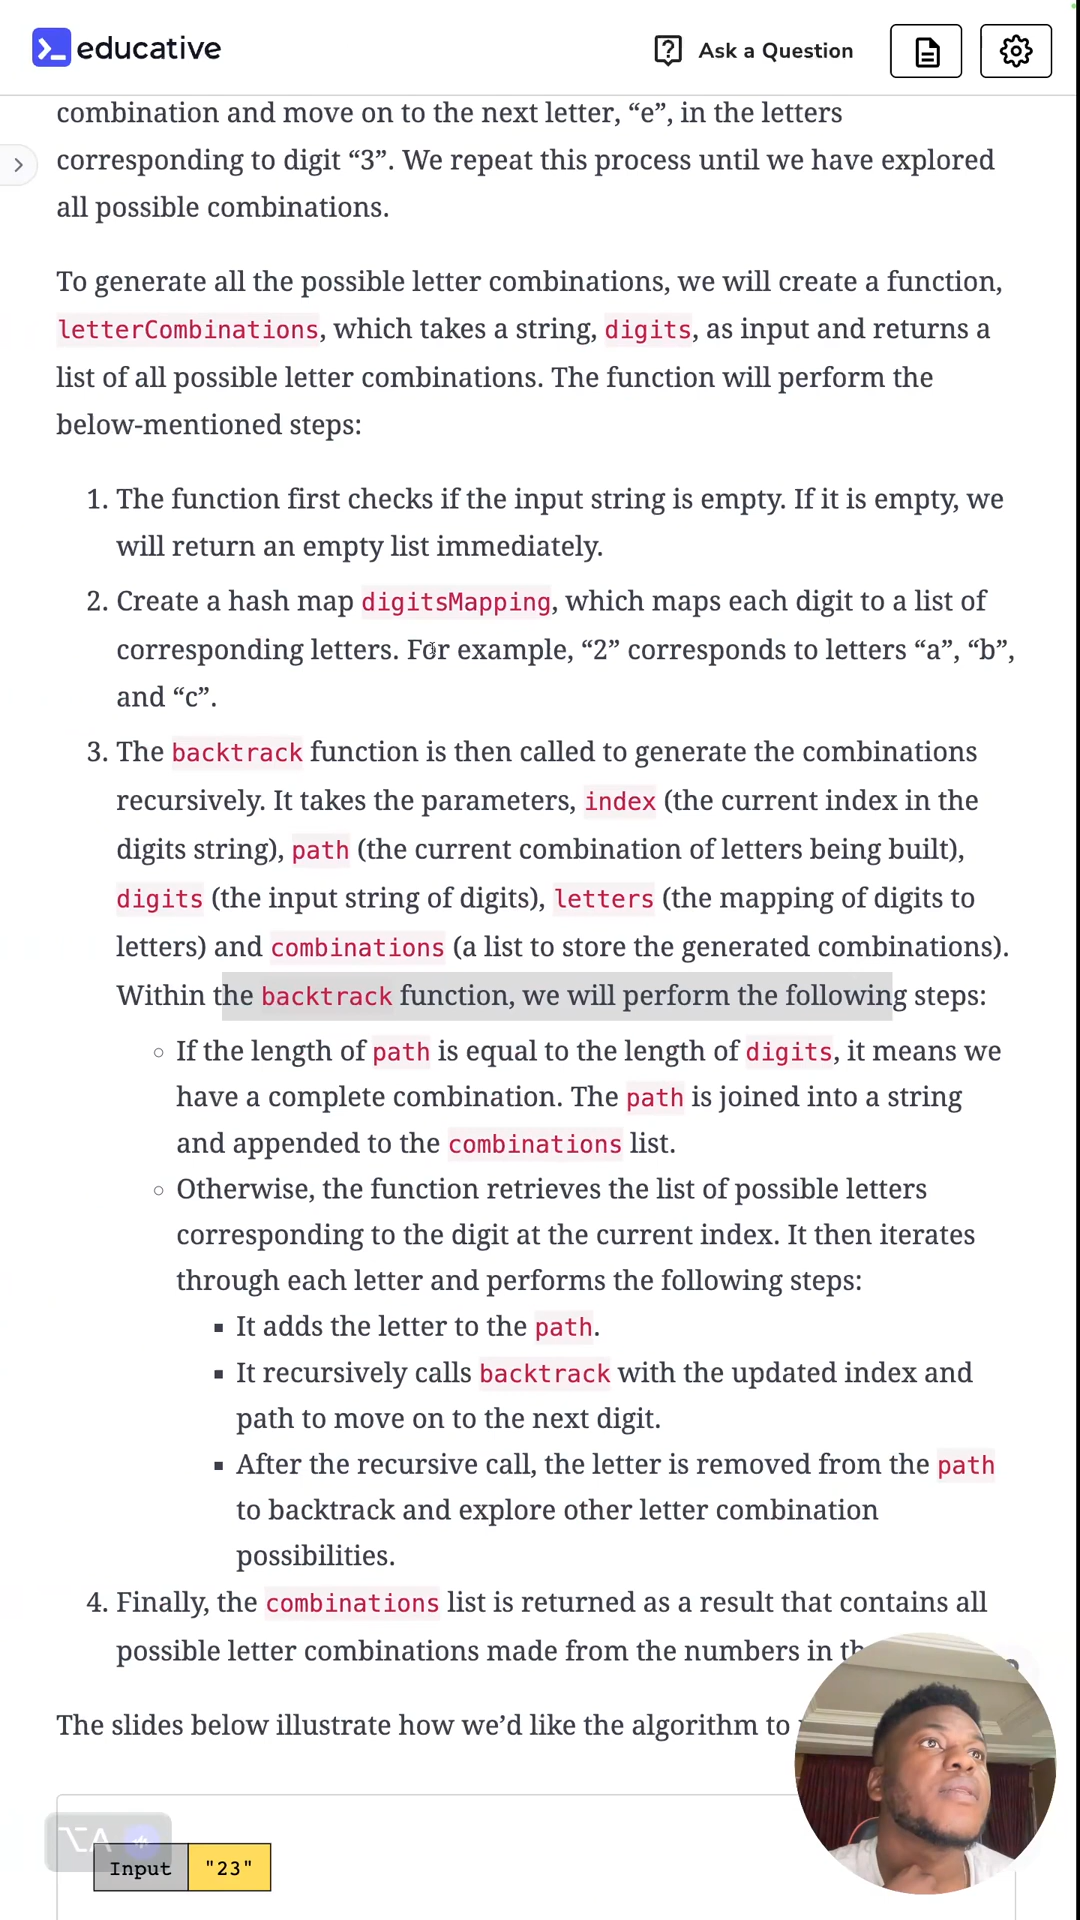 educative
Ask a Question
combination and move on to the next letter, “e”, in the letters
corresponding to digit “3”. We repeat this process until we have explored
all possible combinations.
To generate all the possible letter combinations, we will create a function,
letterCombinations, which takes a string, digits, as input and returns a
list of all possible letter combinations. The function will perform the
below-mentioned steps:
1. The function first checks if the input string is empty. If it is empty, we
will return an empty list immediately.
2. Create a hash map digitsMapping, which maps each digit to a list of
corresponding letters. For example, “2” corresponds to letters “a”, “b”,
and “c”.
3. The backtrack function is then called to generate the combinations
recursively. It takes the parameters, index (the current index in the
digits string), path (the current combination of letters being built),
digits (the input string of digits), letters (the mapping of digits to
letters) and combinations (a list to store the generated combinations).
Within the backtrack function, we will perform the following steps:
If the length of path is equal to the length of digits, it means we
have a complete combination. The path is joined into a string
and appended to the combinations list.
Otherwise, the function retrieves the list of possible letters
corresponding to the digit at the current index. It then iterates
through each letter and performs the following steps:
It adds the letter to the path.
It recursively calls backtrack with the updated index and
path to move on to the next digit.
After the recursive call, the letter is removed from the path
to backtrack and explore other letter combination
possibilities.
4. Finally, the combinations list is returned as a result that contains all
possible letter combinations made from the numbers in
The slides below illustrate how we’d like the algorithm to
⌥A
Input "23"